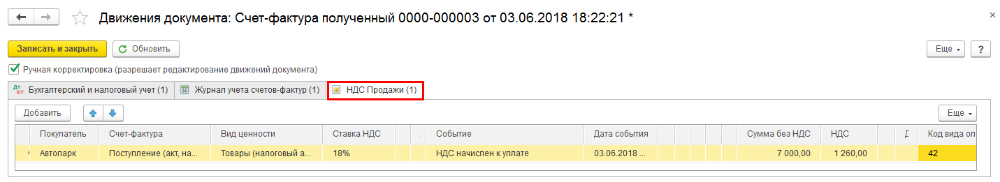 Движения документа: Счет-фактура полученный 0000-000003 от 03.06.2018 18:22:21 *
Записать и закрыть Обновить Еще ?
Ручная корректировка (разрешает редактирование движений документа)
Бухгалтерский и налоговый учет (1) Журнал учета счетов-фактур (1) НДС Продажи (1)
Добавить Еще
Покупатель Счет-фактура Вид ценности Ставка НДС Событие Дата события Сумма без НДС НДС Код вида оп
Автопарк Поступление (акт, на... Товары (налоговый а... 18% НДС начислен к уплате 03.06.2018 ... 7 000,00 1 260,00 42